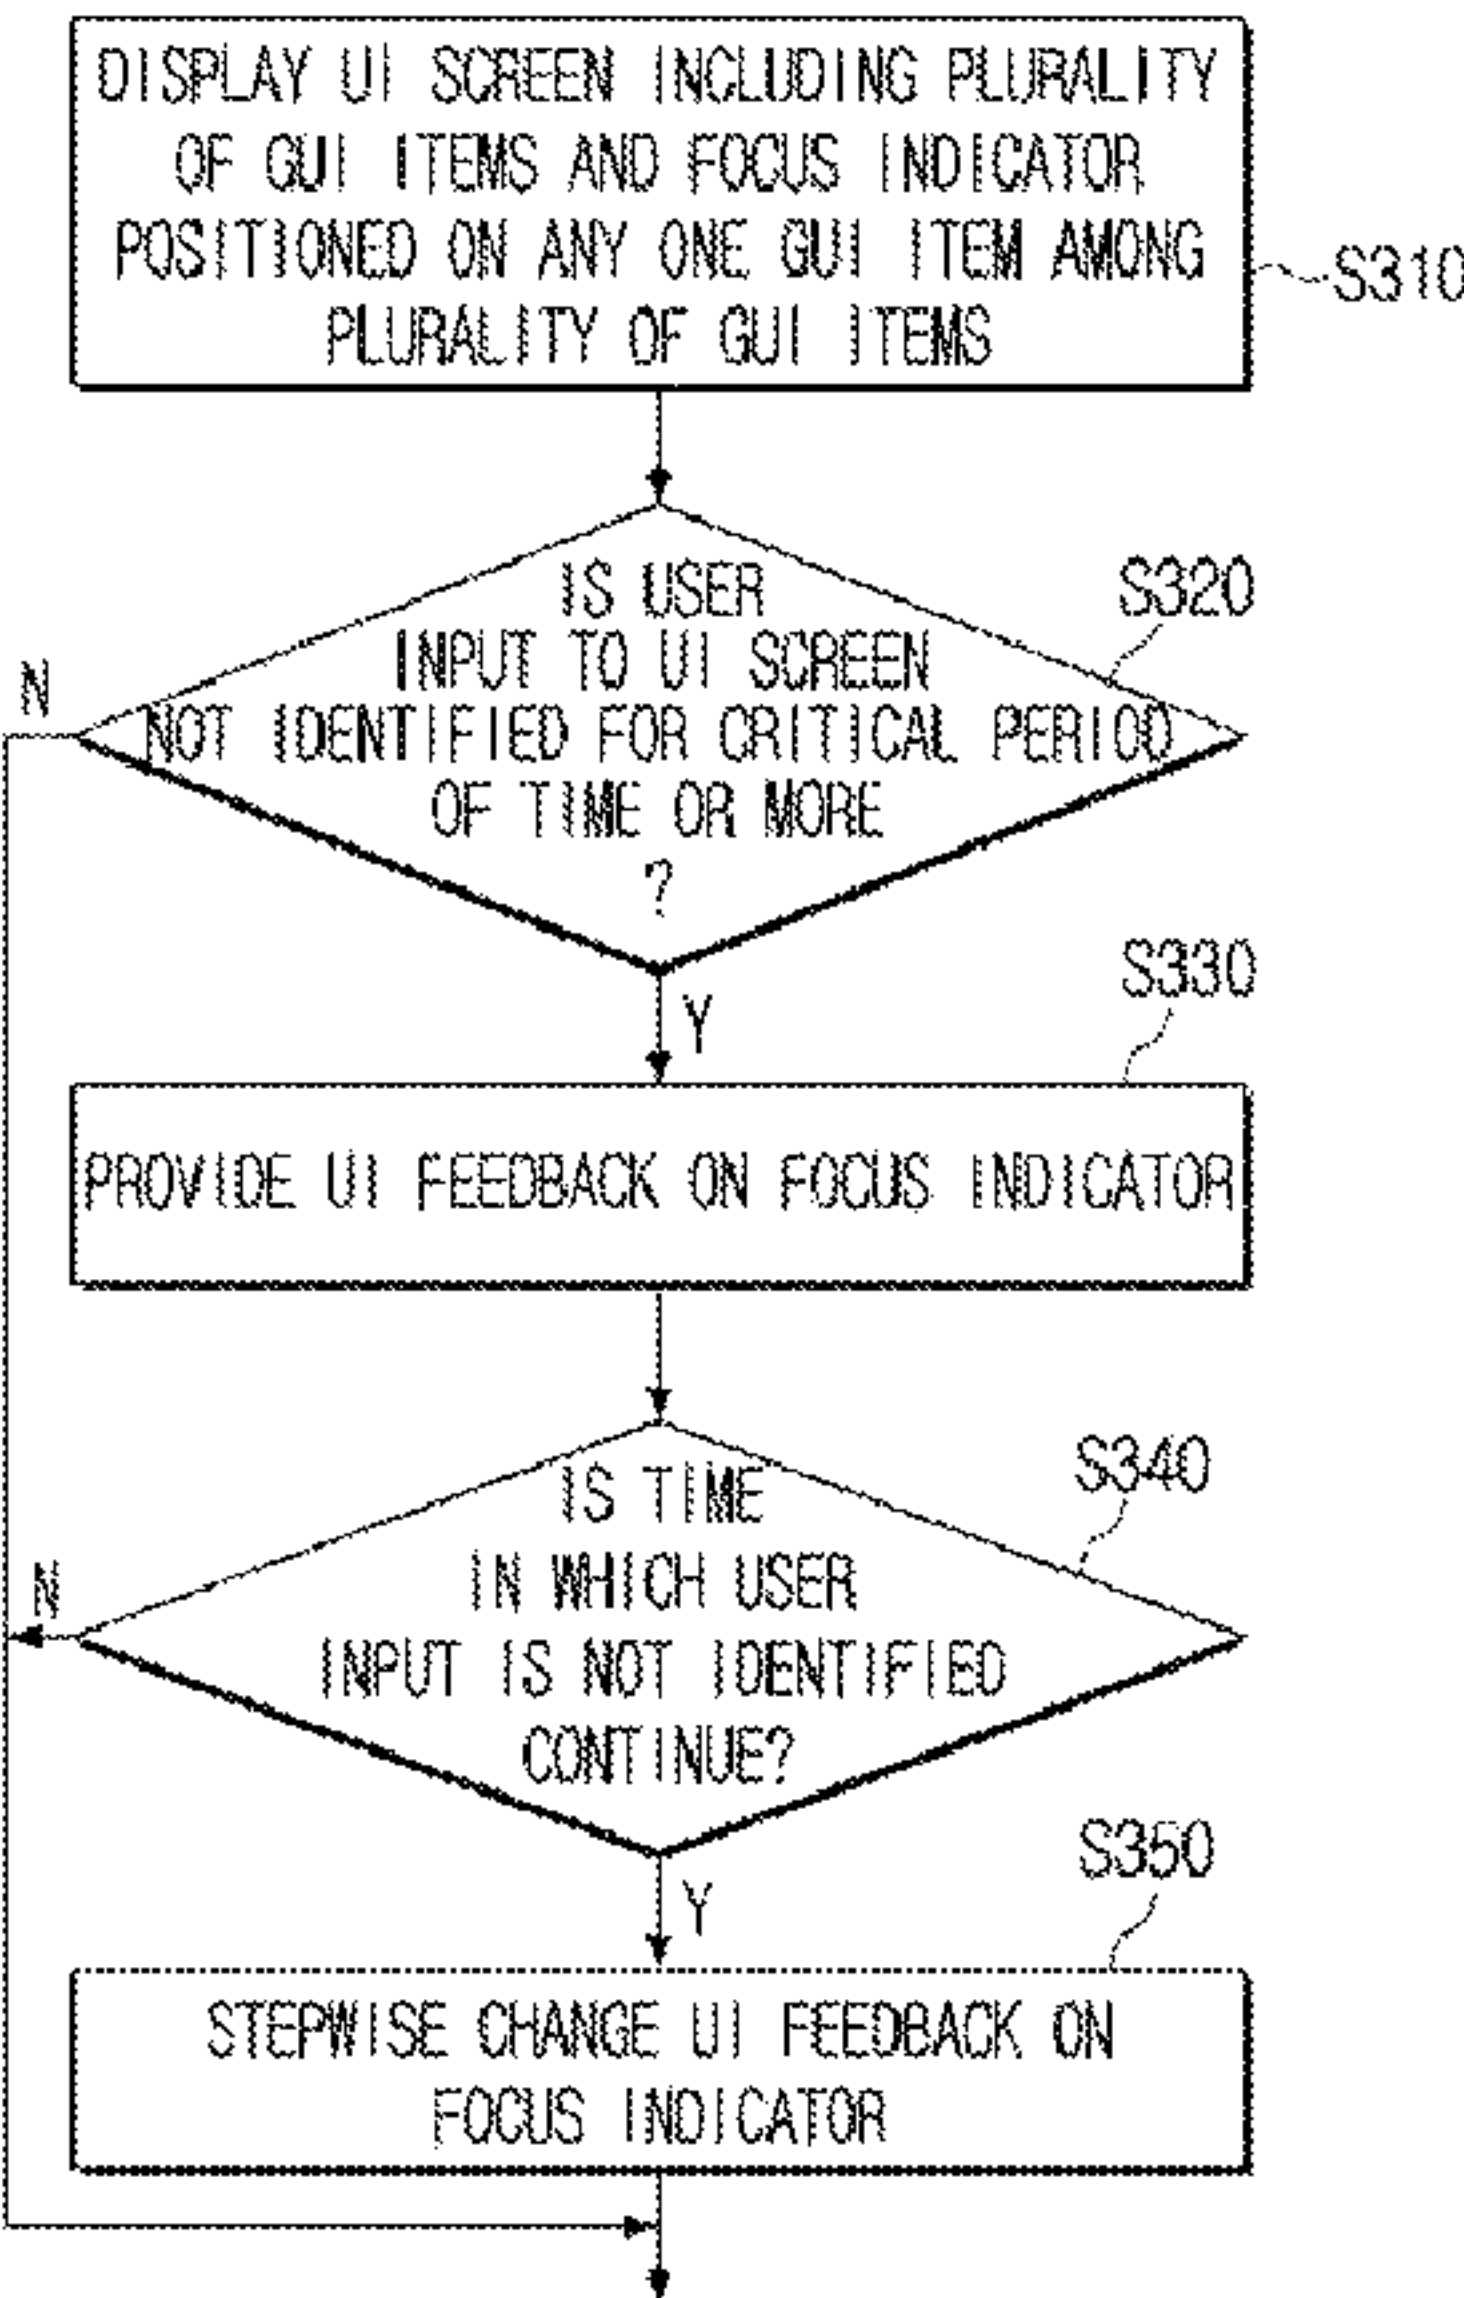 DISPLAY UI SCREEN INCLUDING PLURALITY
OF GUI ITEMS AND FOCUS INDICATOR
POSITIONED ON ANY ONE GUI ITEM AMONG
PLURALITY OF GUI ITEMS
S310
IS USER
INPUT TO UI SCREEN
NOT IDENTIFIED FOR CRITICAL PERIOD
OF TIME OR MORE
?
S320
N
Y
S330
PROVIDE UI FEEDBACK ON FOCUS INDICATOR
IS TIME
IN WHICH USER
INPUT IS NOT IDENTIFIED
CONTINUE?
S340
N
Y
S350
STEPWISE CHANGE UI FEEDBACK ON
FOCUS INDICATOR